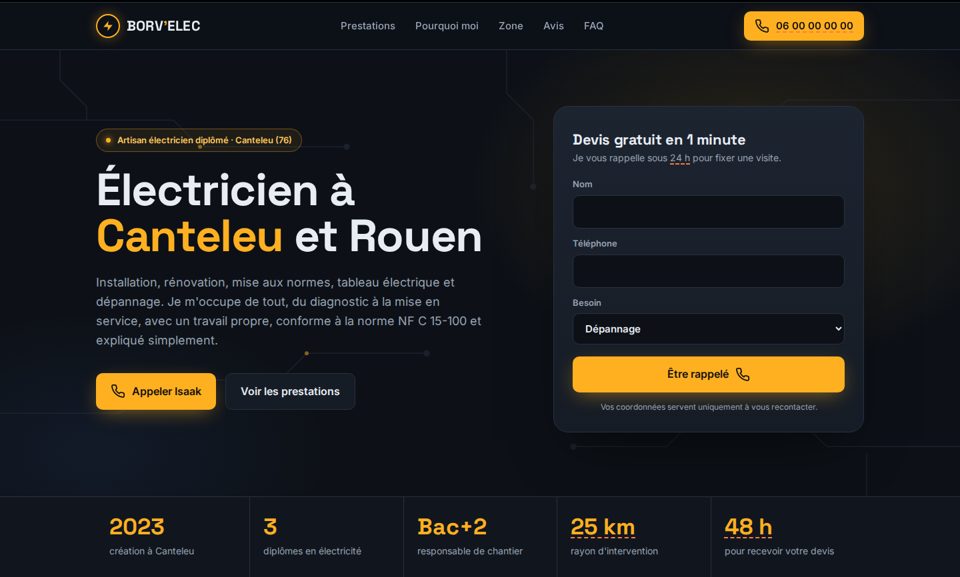 BORV'ELEC
Prestations
Pourquoi moi
Zone
Avis
FAQ
06 00 00 00 00
Artisan électricien diplômé · Canteleu (76)
Électricien à
Canteleu et Rouen
Installation, rénovation, mise aux normes, tableau électrique et
dépannage. Je m'occupe de tout, du diagnostic à la mise en
service, avec un travail propre, conforme à la norme NF C 15-100 et
expliqué simplement.
Appeler Isaak
Voir les prestations
Devis gratuit en 1 minute
Je vous rappelle sous 24 h pour fixer une visite.
Nom
Téléphone
Besoin
Dépannage
Être rappelé
Vos coordonnées servent uniquement à vous recontacter.
2023
création à Canteleu
3
diplômes en électricité
Bac+2
responsable de chantier
25 km
rayon d'intervention
48 h
pour recevoir votre devis